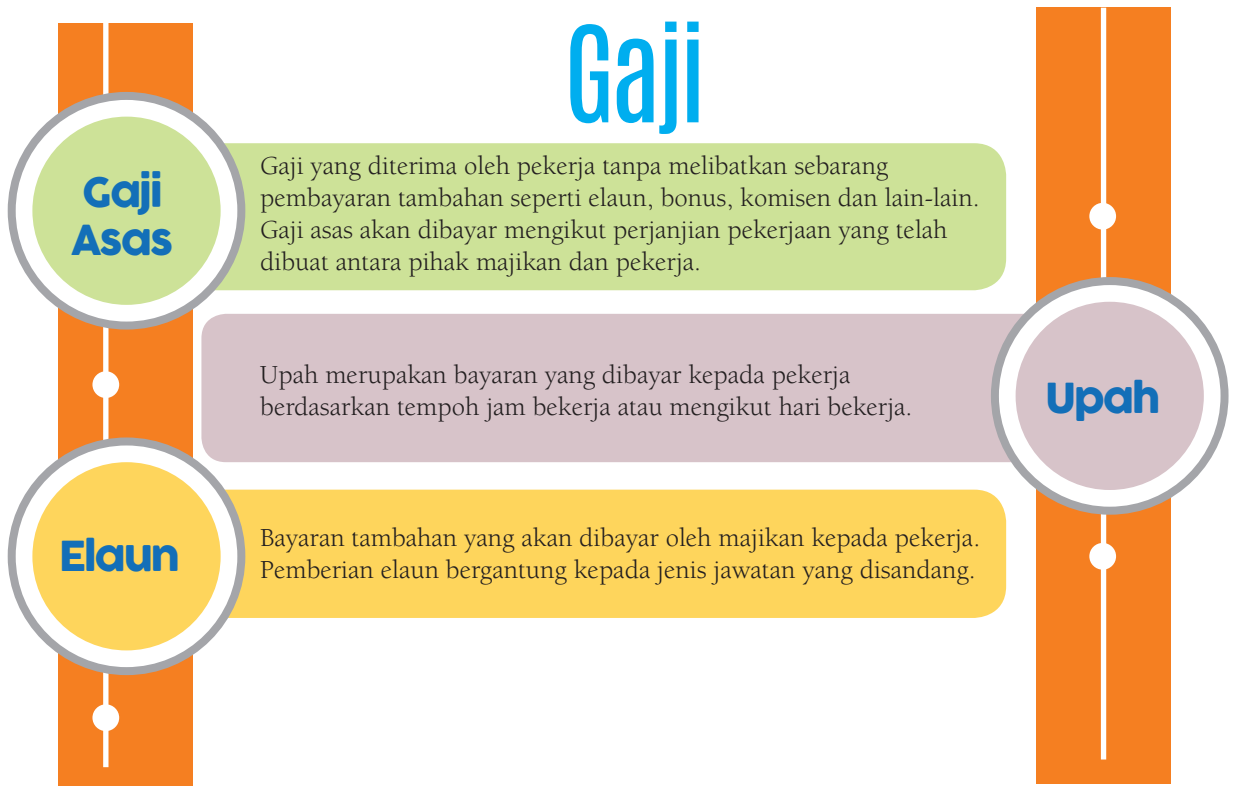 Gaji
Gaji
Asas
Gaji yang diterima oleh pekerja tanpa melibatkan sebarang
pembayaran tambahan seperti elaun, bonus, komisen dan lain-lain.
Gaji asas akan dibayar mengikut perjanjian pekerjaan yang telah
dibuat antara pihak majikan dan pekerja.
Upah merupakan bayaran yang dibayar kepada pekerja
berdasarkan tempoh jam bekerja atau mengikut hari bekerja.
Upah
Elaun
Bayaran tambahan yang akan dibayar oleh majikan kepada pekerja.
Pemberian elaun bergantung kepada jenis jawatan yang disandang.